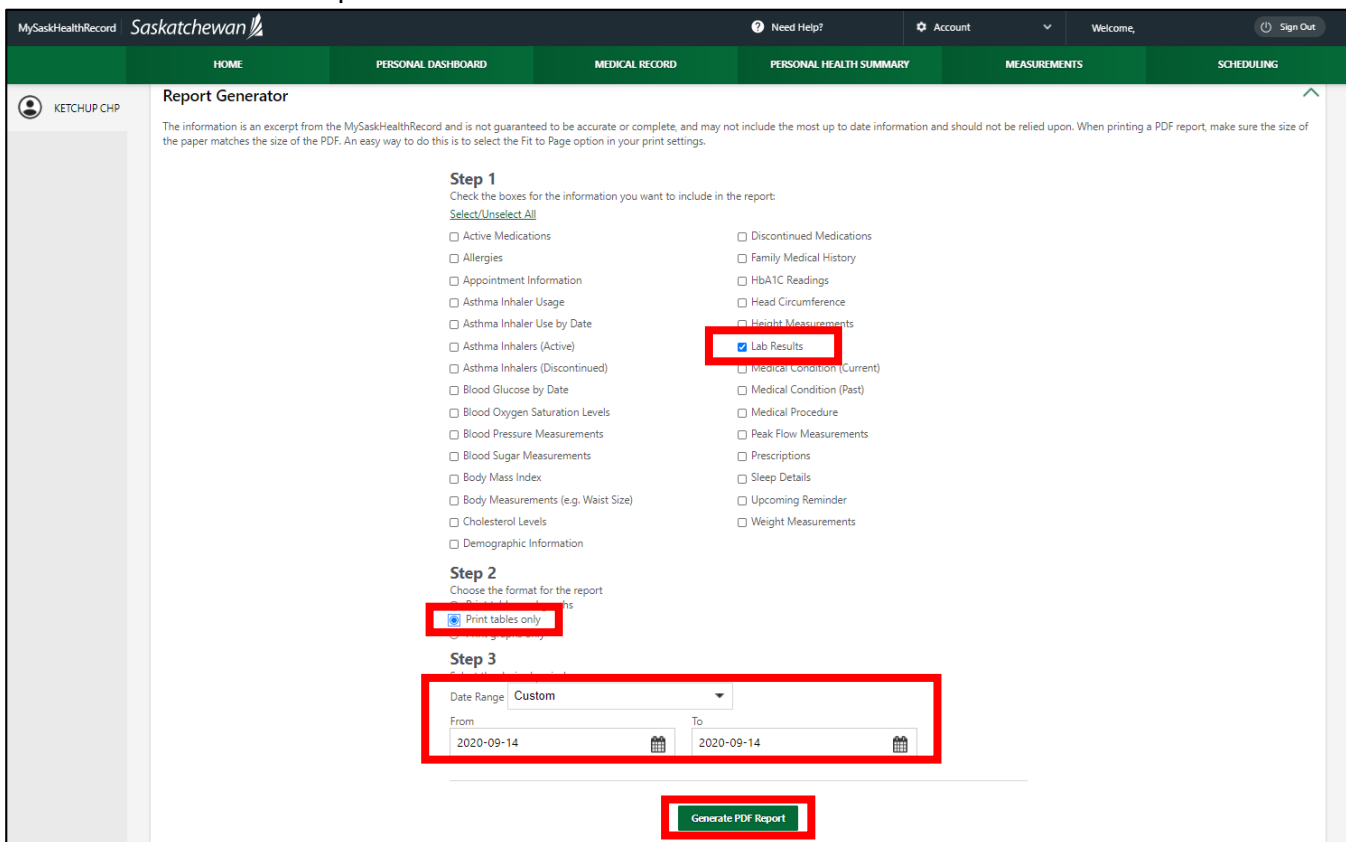 MySaskHealthRecord Saskatchewan Need Help? Account Welcome, Sign Out
HOME PERSONAL DASHBOARD MEDICAL RECORD PERSONAL HEALTH SUMMARY MEASUREMENTS SCHEDULING
KETCHUP CHP
Report Generator
The information is an excerpt from the MySaskHealthRecord and is not guaranteed to be accurate or complete, and may not include the most up to date information and should not be relied upon. When printing a PDF report, make sure the size of
the paper matches the size of the PDF. An easy way to do this is to select the Fit to Page option in your print settings.
Step 1
Check the boxes for the information you want to include in the report:
Select/Unselect All
Active Medications
Allergies
Appointment Information
Asthma Inhaler Usage
Asthma Inhaler Use by Date
Asthma Inhalers (Active)
Asthma Inhalers (Discontinued)
Blood Glucose by Date
Blood Oxygen Saturation Levels
Blood Pressure Measurements
Blood Sugar Measurements
Body Mass Index
Body Measurements (e.g. Waist Size)
Cholesterol Levels
Demographic Information
Discontinued Medications
Family Medical History
HbA1C Readings
Head Circumference
Height Measurements
Lab Results
Medical Condition (Current)
Medical Condition (Past)
Medical Procedure
Peak Flow Measurements
Prescriptions
Sleep Details
Upcoming Reminder
Weight Measurements
Step 2
Choose the format for the report
Print tables only
Step 3
Date Range Custom
From To
2020-09-14 2020-09-14
Generate PDF Report